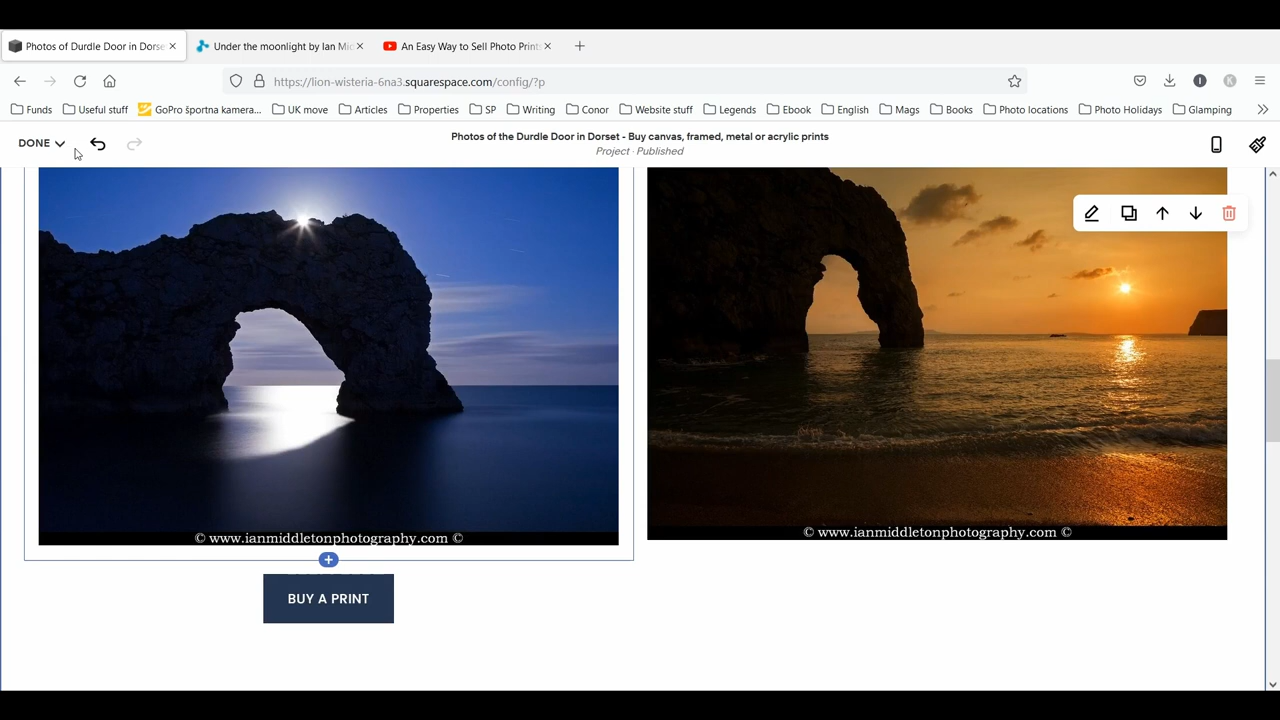 Photos of Durdle Door in Dorse
Under the moonlight by Ian Mi
An Easy Way to Sell Photo Print
https://lion-wisteria-6na3.squarespace.com/config/?p
Funds
Useful stuff
GoPro športna kamera...
UK move
Articles
Properties
SP
Writing
Conor
Website stuff
Legends
Ebook
English
Mags
Books
Photo locations
Photo Holidays
Glamping
DONE
Photos of the Durdle Door in Dorset - Buy canvas, framed, metal or acrylic prints
Project · Published
© www.ianmiddletonphotography.com ©
© www.ianmiddletonphotography.com ©
BUY A PRINT